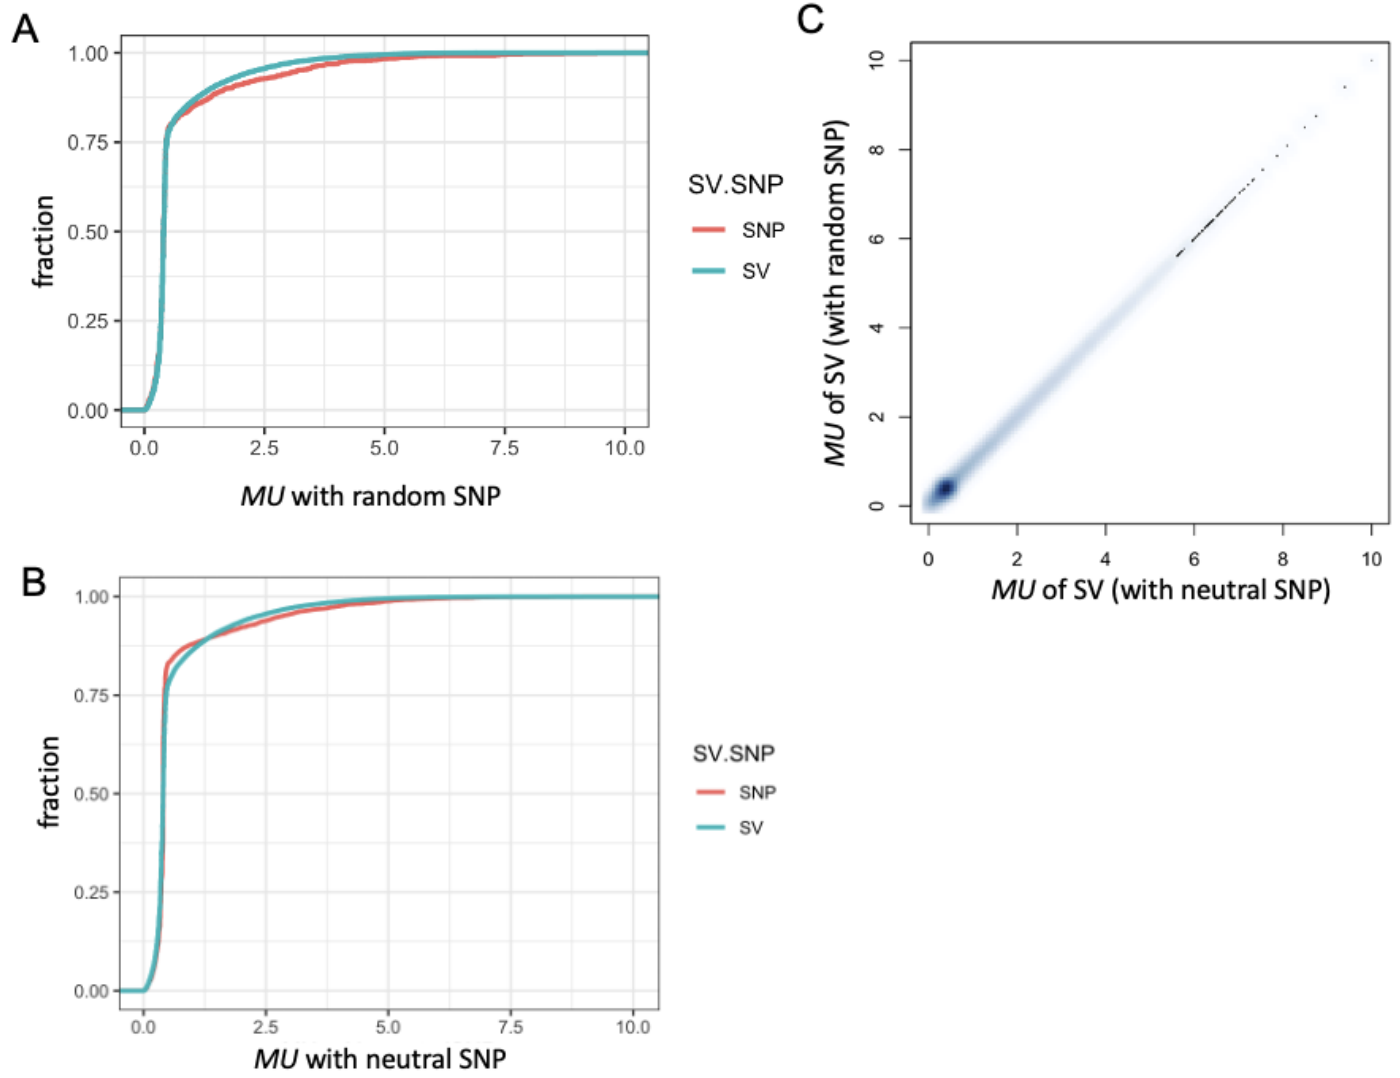 A
1.00
0.75
0.50
0.25
0.00
fraction
0.0 2.5 5.0 7.5 10.0
MU with random SNP
SV.SNP
SNP
SV
B
1.00
0.75
0.50
0.25
0.00
fraction
0.0 2.5 5.0 7.5 10.0
MU with neutral SNP
SV.SNP
SNP
SV
C
10
8
6
4
2
0
MU of SV (with random SNP)
0 2 4 6 8 10
MU of SV (with neutral SNP)